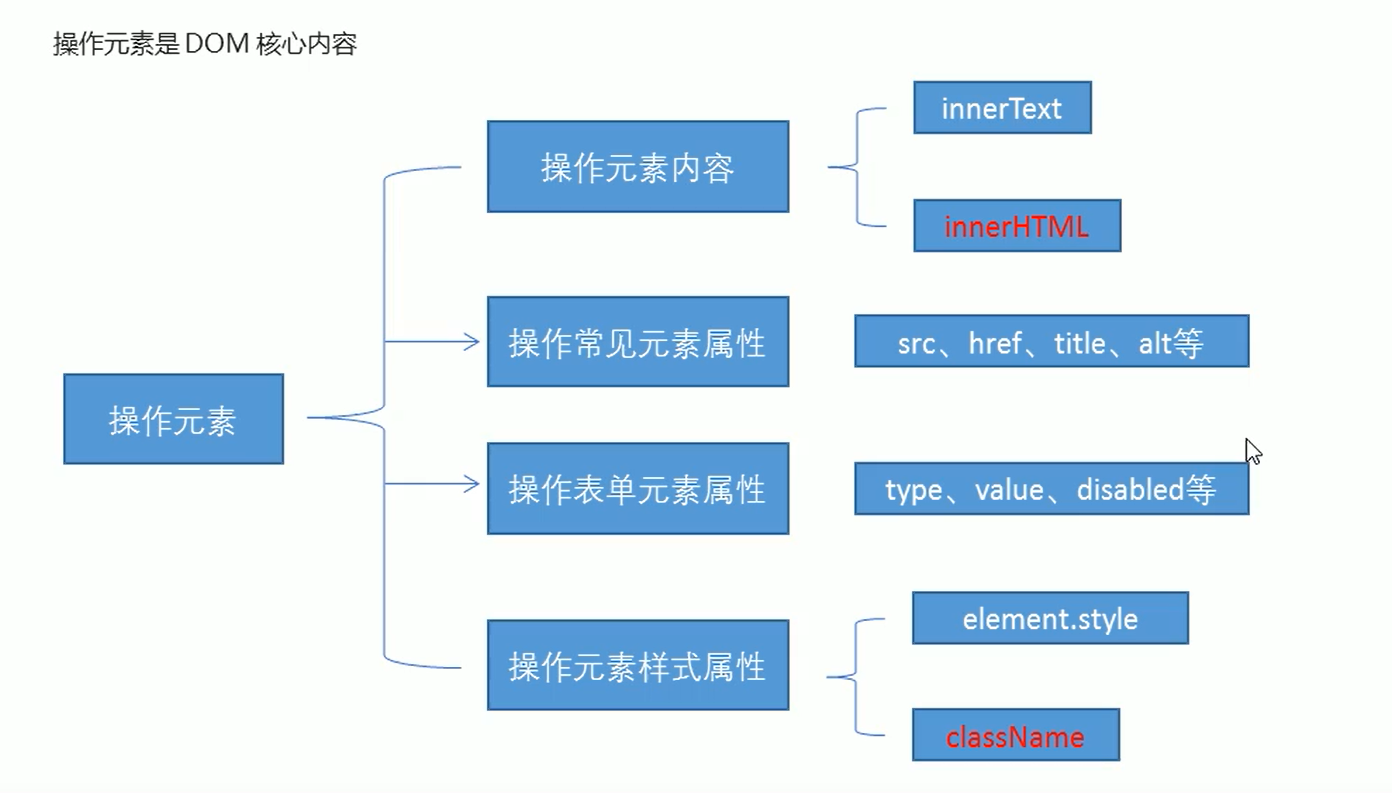 操作元素是DOM 核心内容
操作元素
操作元素内容
innerText
innerHTML
操作常见元素属性
src、href、title、alt等
操作表单元素属性
type、value、disabled等
操作元素样式属性
element.style
className